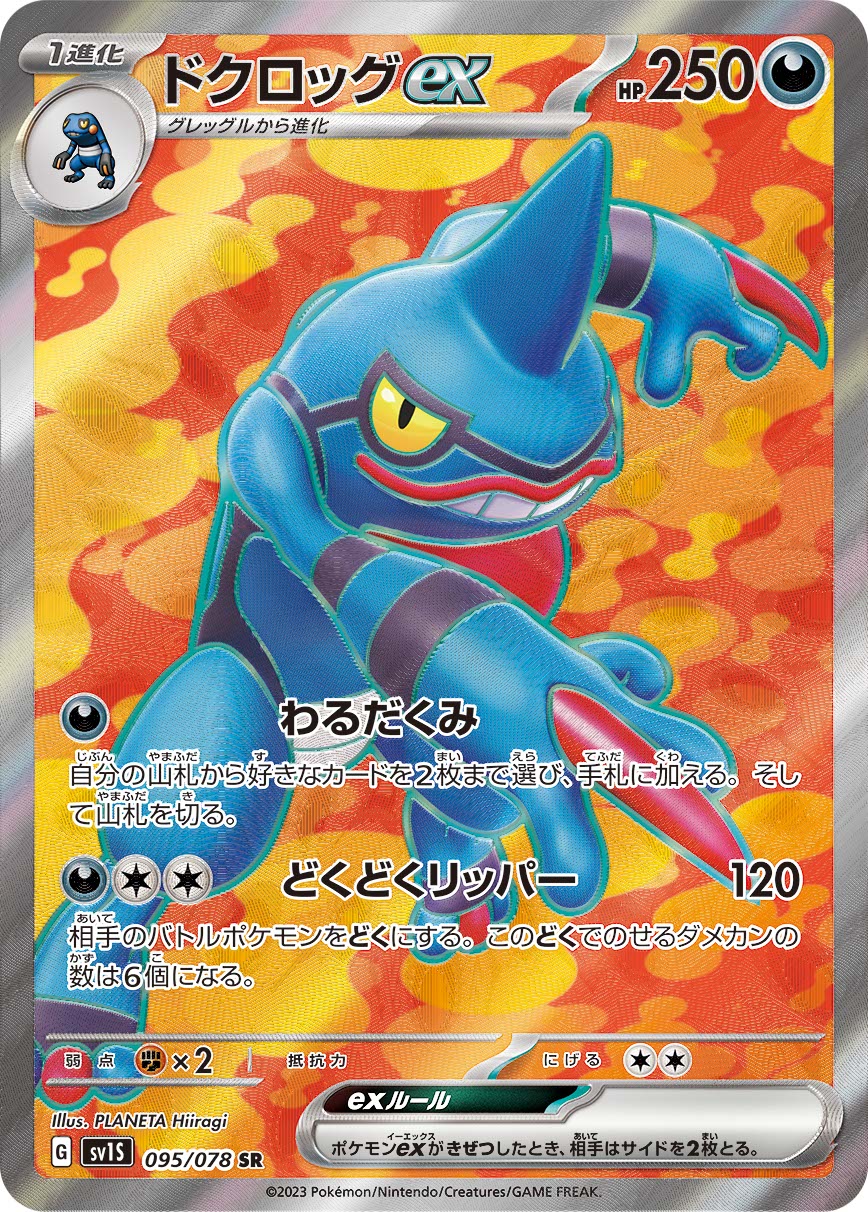 1進化
ドクロッグex
HP250
グレッグルから進化
わるだくみ
自分の山札から好きなカードを2枚まで選び、手札に加える。そし
て山札を切る。
どくどくリッパー 120
相手のバトルポケモンをどくにする。このどくでのせるダメカンの
数は6個になる。
弱点 ×2 抵抗力 にげる
exルール
ポケモンexがきぜつしたとき、相手はサイドを2枚とる。
Illus. PLANETA Hiiragi
G sv1S 095/078 SR
©2023 Pokémon/Nintendo/Creatures/GAME FREAK.